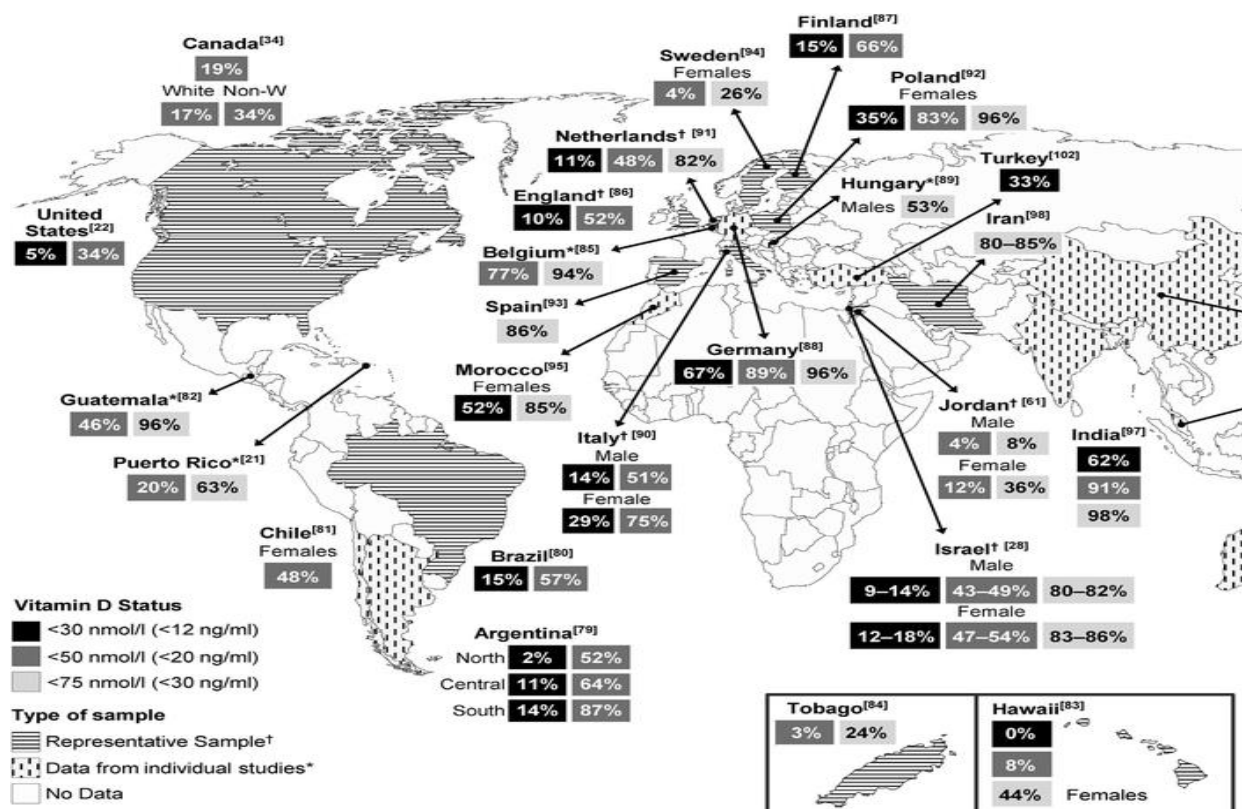 Canada[34]
19%
White Non-W
17% 34%
United
States[22]
5% 34%
Guatemala*[82]
46% 96%
Puerto Rico*[21]
20% 63%
Chile[81]
Females
48%
Brazil[80]
15% 57%
Argentina[79]
North 2% 52%
Central 11% 64%
South 14% 87%
Finland[87]
15% 66%
Sweden[94]
Females
4% 26%
Poland[92]
Females
35% 83% 96%
Netherlands† [91]
11% 48% 82%
England† [86]
10% 52%
Belgium*[85]
77% 94%
Spain[93]
86%
Morocco[95]
Females
52% 85%
Italy† [90]
Male
14% 51%
Female
29% 75%
Germany[88]
67% 89% 96%
Hungary*[89]
Males 53%
Turkey[102]
33%
Iran[98]
80–85%
Jordan† [61]
Male
4% 8%
Female
12% 36%
India[97]
62%
91%
98%
Israel† [28]
Male
9–14% 43–49% 80–82%
Female
12–18% 47–54% 83–86%
Vitamin D Status
<30 nmol/l (<12 ng/ml)
<50 nmol/l (<20 ng/ml)
<75 nmol/l (<30 ng/ml)
Type of sample
Representative Sample†
Data from individual studies*
No Data
Tobago[84]
3% 24%
Hawaii[83]
0%
8%
44% Females